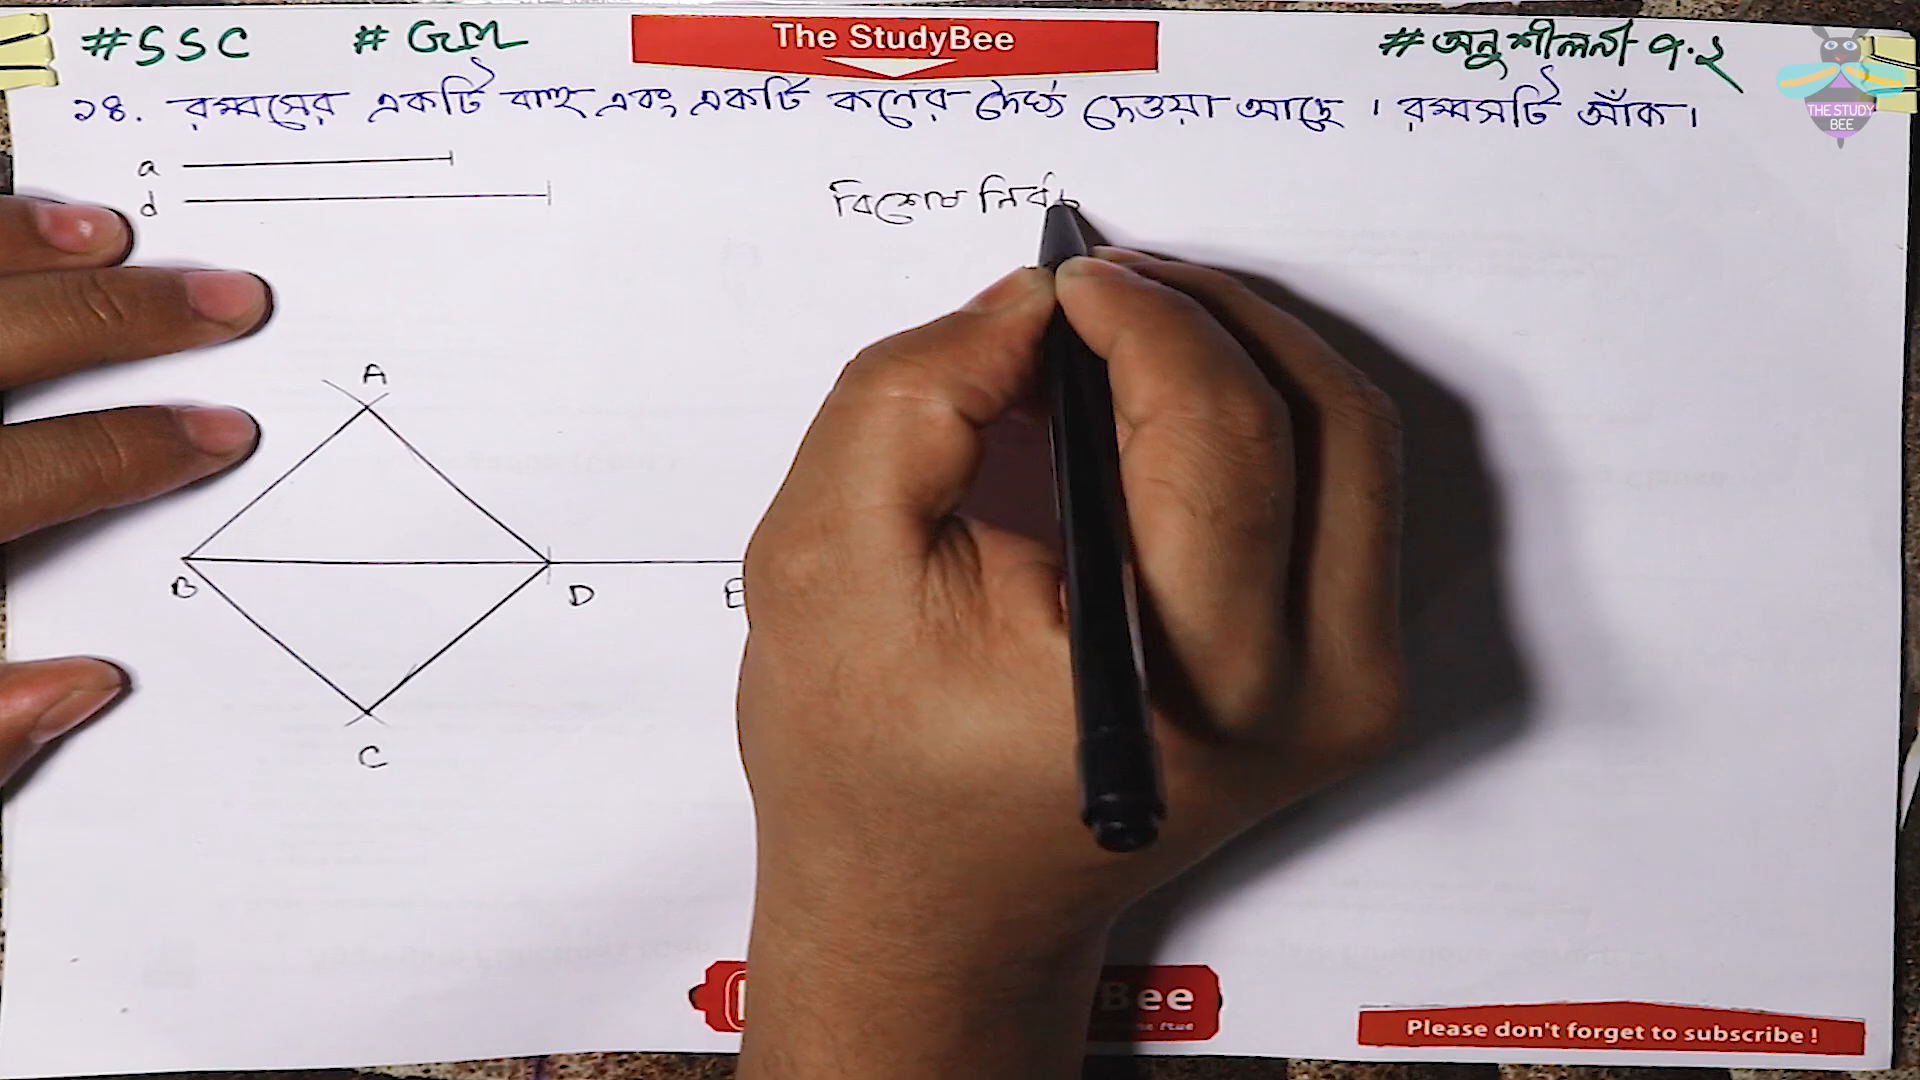 #SSC #GM The StudyBee #অনুশীলনী ৭.২
THE STUDY
BEE
১৪. রম্বসের একটি বাহু এবং একটি কর্ণের দৈর্ঘ্য দেওয়া আছে। রম্বসটি আঁক।
a
d
বিশেষ
A
B
D
E
C
Bee
Please don't forget to subscribe !